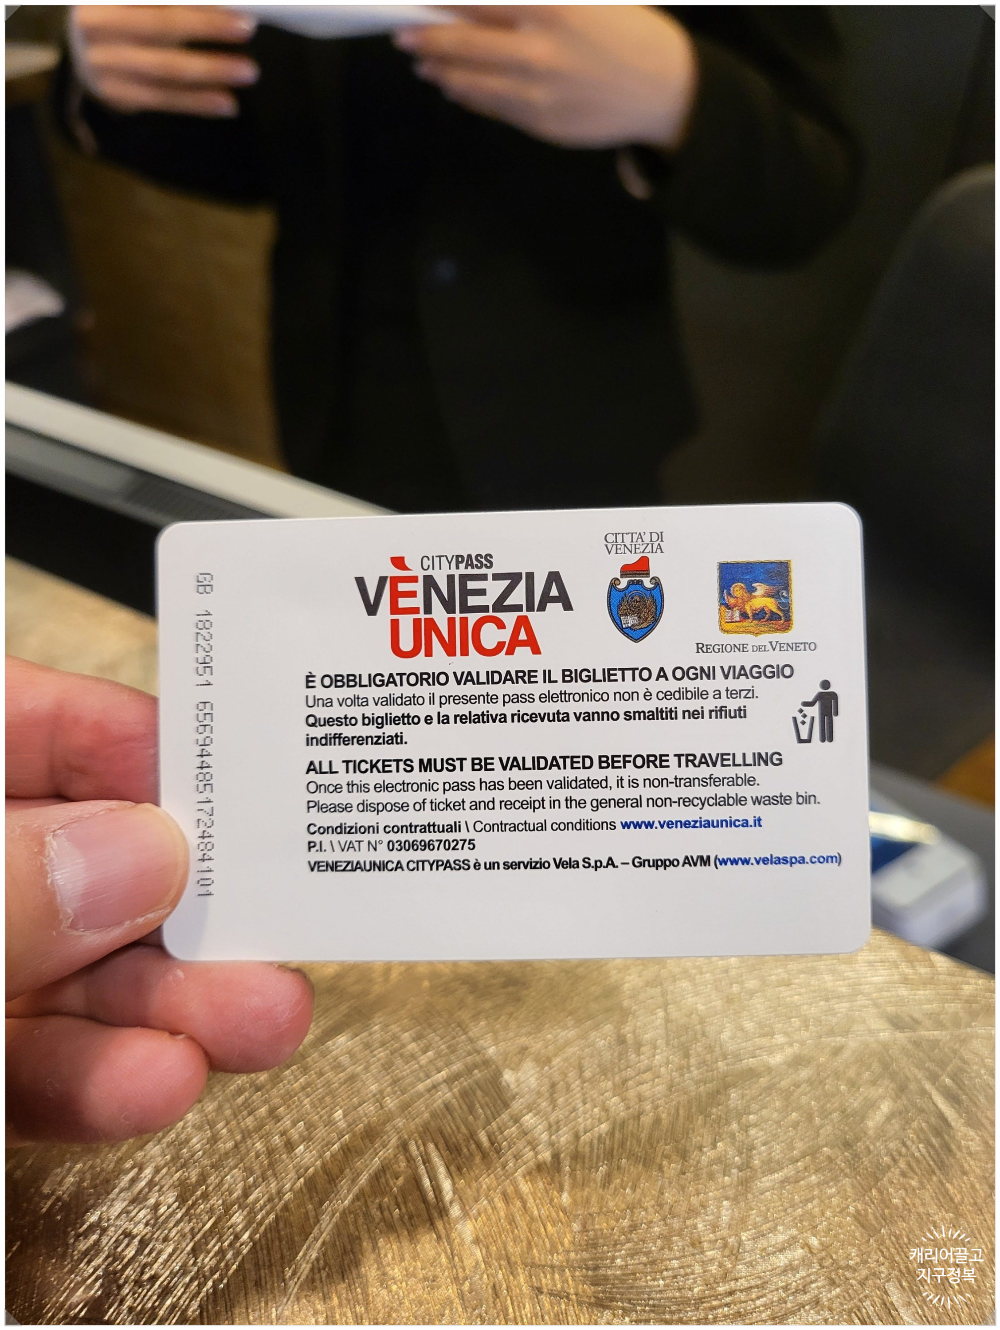 CITYPASS
VÈNEZIA
UNICA
CITTA' DI
VENEZIA
REGIONE DEL VENETO
È OBBLIGATORIO VALIDARE IL BIGLIETTO A OGNI VIAGGIO
Una volta validato il presente pass elettronico non è cedibile a terzi.
Questo biglietto e la relativa ricevuta vanno smaltiti nei rifiuti
indifferenziati.
ALL TICKETS MUST BE VALIDATED BEFORE TRAVELLING
Once this electronic pass has been validated, it is non-transferable.
Please dispose of ticket and receipt in the general non-recyclable waste bin.
Condizioni contrattuali \ Contractual conditions www.veneziaunica.it
P.I. \ VAT N° 03069670275
VENEZIAUNICA CITYPASS è un servizio Vela S.p.A. – Gruppo AVM (www.velaspa.com)
GB 1822951 65694485172484101
캐리어끌고
지구정복